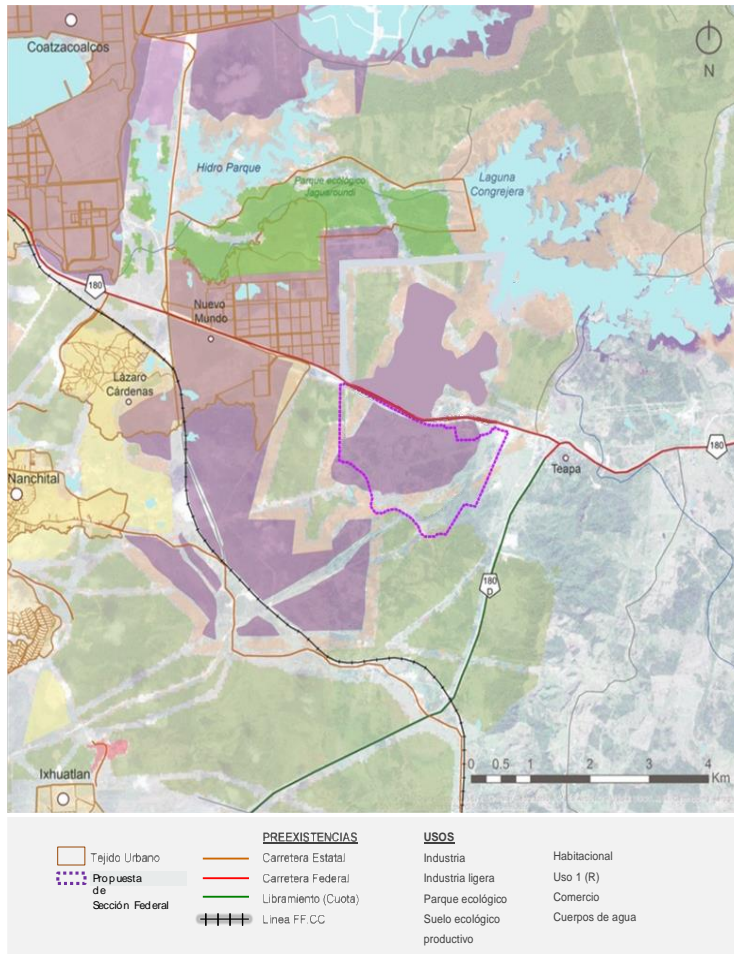 Coatzacoalcos
N
Hidro Parque
Parque ecológico
Jaguaroundi
Laguna
Congrejera
180
Nuevo
Mundo
Lázaro
Cárdenas
Nanchital
Teapa
180
180
D
Ixhuatlan
0 0.5 1 2 3 4
Km
PREEXISTENCIAS
USOS
Tejido Urbano
Carretera Estatal
Industria
Habitacional
Propuesta
de
Sección Federal
Carretera Federal
Industria ligera
Uso 1 (R)
Libramiento (Cuota)
Parque ecológico
Comercio
Linea FF.CC
Suelo ecológico
productivo
Cuerpos de agua